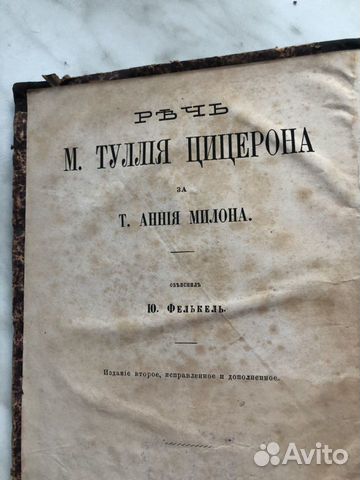 РѢЧЬ
М. ТУЛЛІЯ ЦИЦЕРОНА
ЗА
Т. АННІЯ МИЛОНА.
объяснилъ
Ю. Фелькель.
Изданіе второе, исправленное и дополненное.
Avito